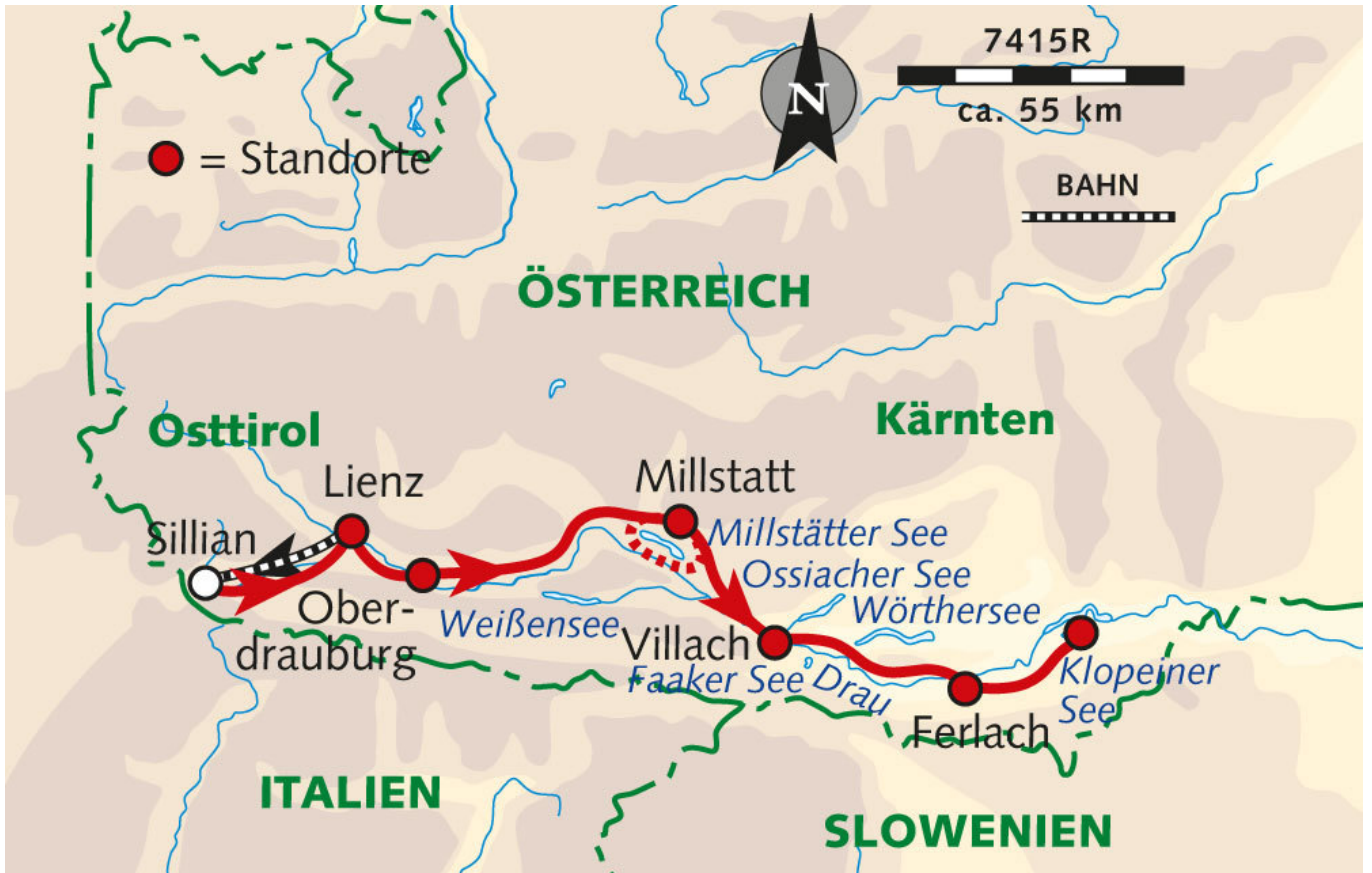 7415R
N
ca. 55 km
= Standorte
BAHN
ÖSTERREICH
Osttirol
Kärnten
Lienz
Millstatt
Sillian
Millstätter See
Ossiacher See
Ober-
drauburg
Weißensee
Wörthersee
Villach
Faaker See
Drau
Klopeiner
See
Ferlach
ITALIEN
SLOWENIEN